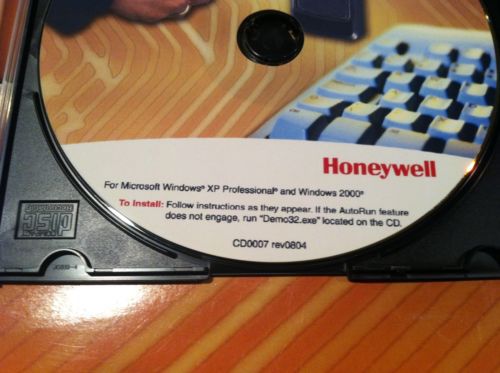 Honeywell
For Microsoft Windows® XP Professional® and Windows 2000®
To Install: Follow instructions as they appear. If the AutoRun feature
does not engage, run "Demo32.exe" located on the CD.
CD0007 rev0804
disc